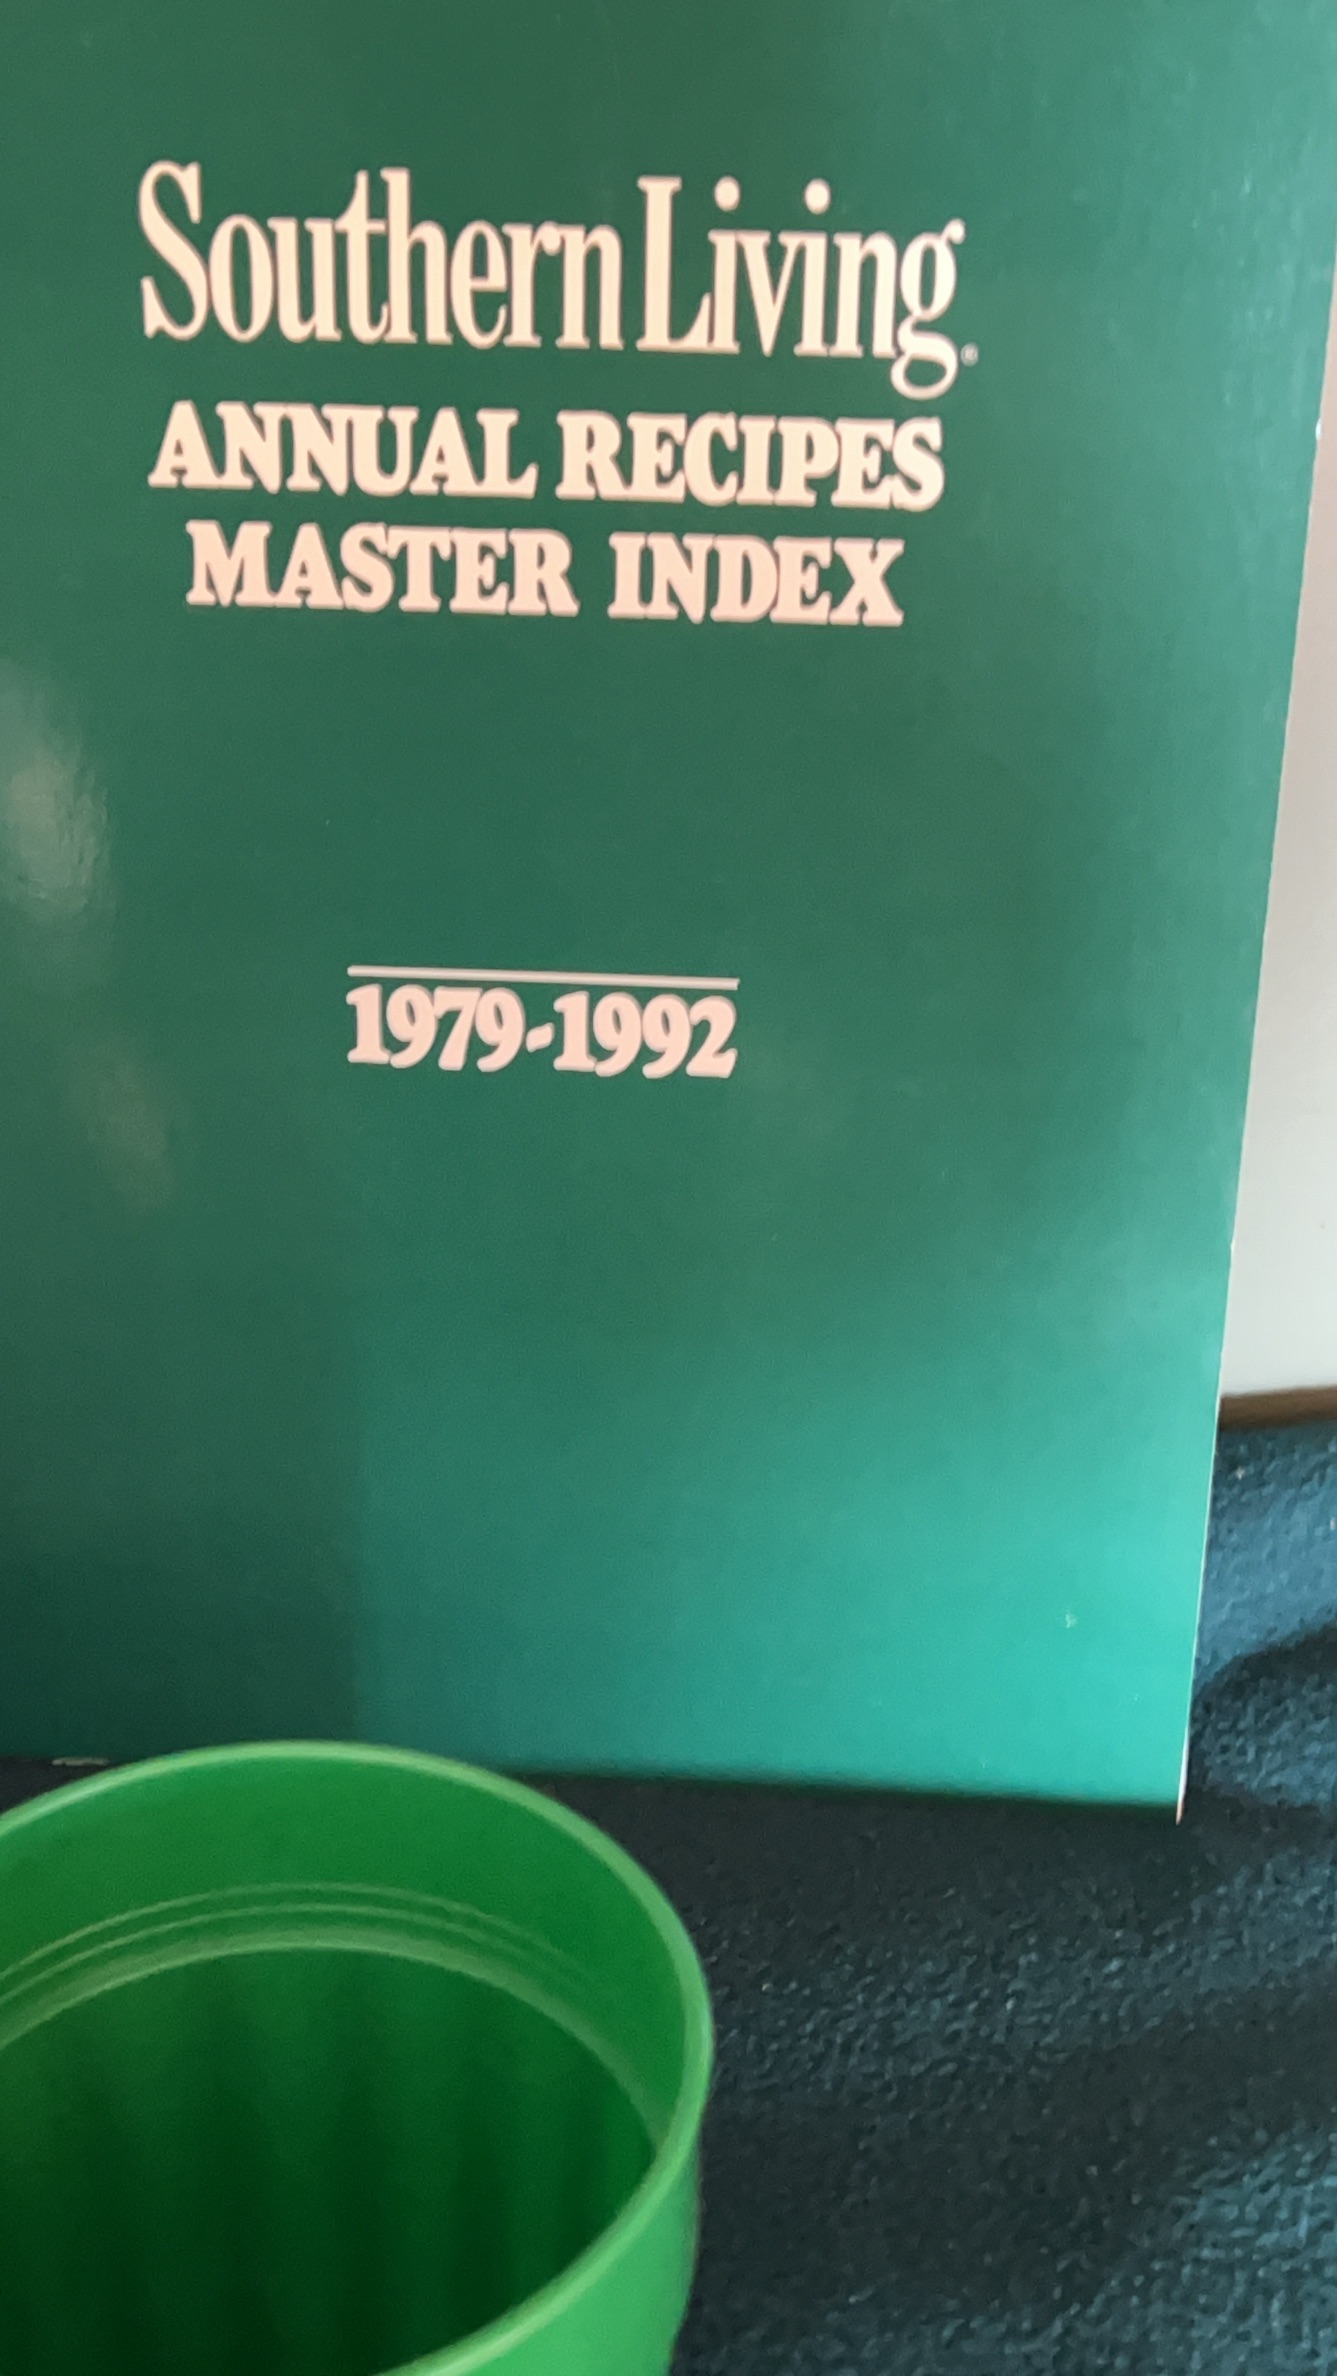 Southern Living®
ANNUAL RECIPES
MASTER INDEX
1979-1992